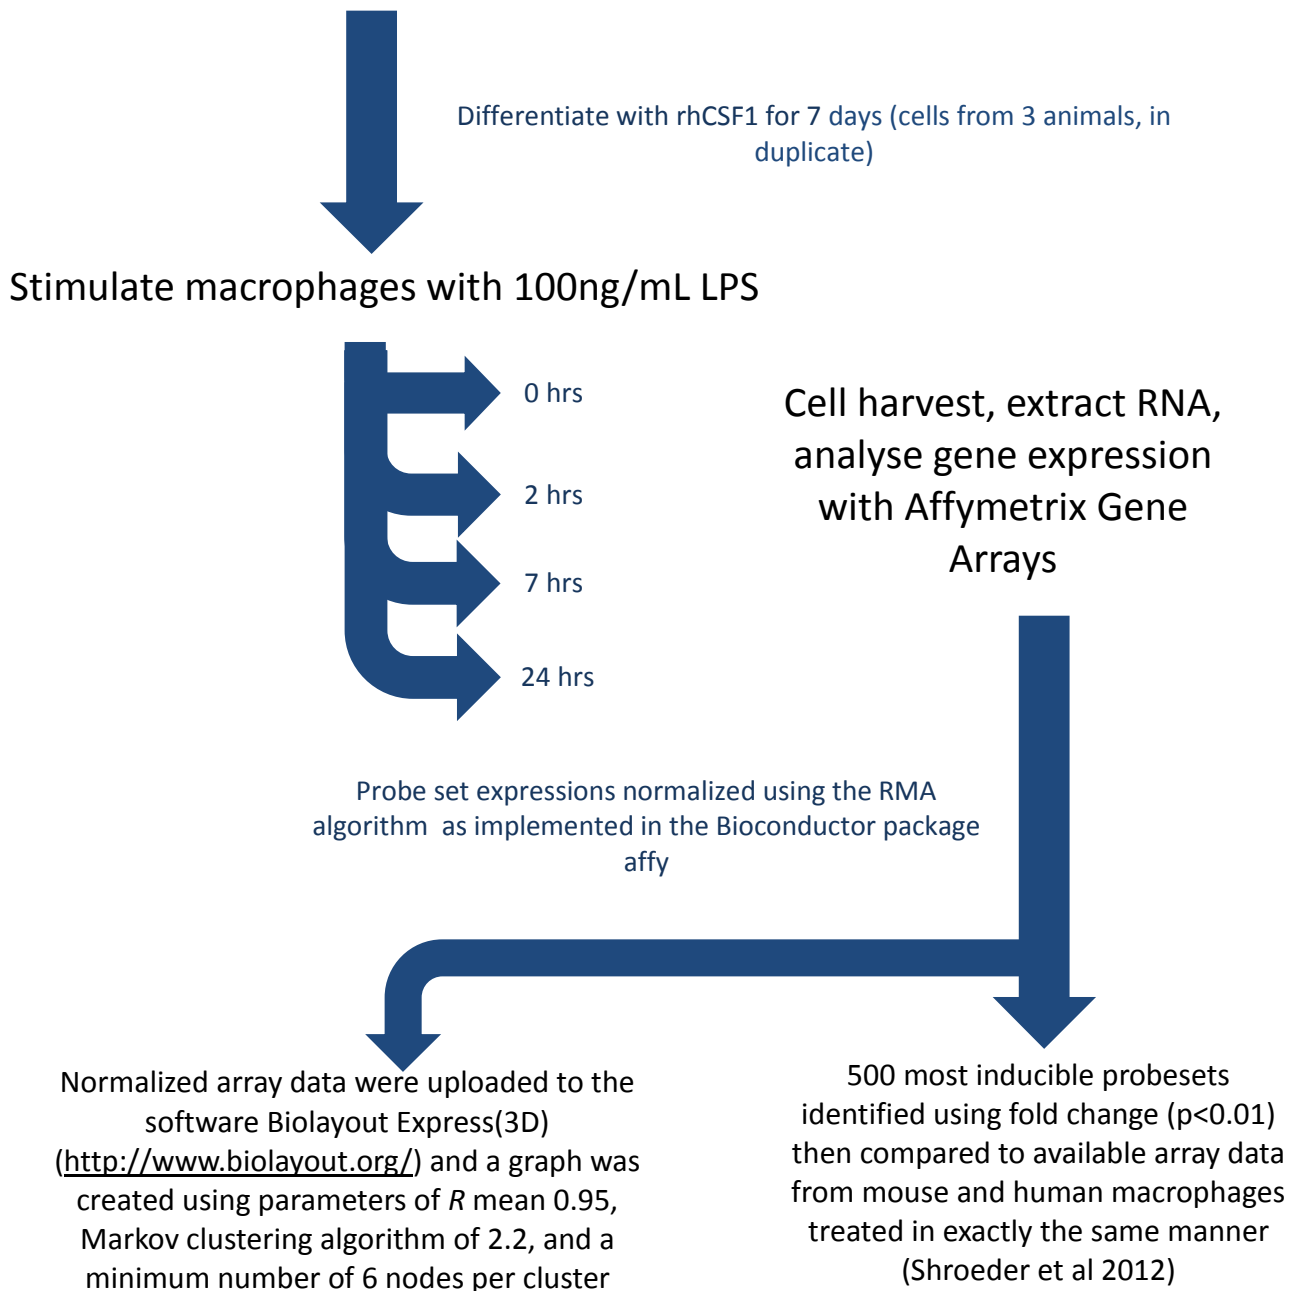 Differentiate with rhCSF1 for 7 days (cells from 3 animals, in
duplicate)
Stimulate macrophages with 100ng/mL LPS
0 hrs
2 hrs
7 hrs
24 hrs
Cell harvest, extract RNA,
analyse gene expression
with Affymetrix Gene
Arrays
Probe set expressions normalized using the RMA
algorithm as implemented in the Bioconductor package
affy
Normalized array data were uploaded to the
software Biolayout Express(3D)
(http://www.biolayout.org/) and a graph was
created using parameters of R mean 0.95,
Markov clustering algorithm of 2.2, and a
minimum number of 6 nodes per cluster
500 most inducible probesets
identified using fold change (p<0.01)
then compared to available array data
from mouse and human macrophages
treated in exactly the same manner
(Shroeder et al 2012)